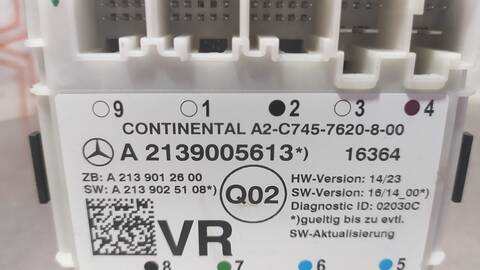 9 1 2 3 4
CONTINENTAL A2-C745-7620-8-00
A 2139005613*) 16364
ZB: A 213 901 26 00
SW: A 213 902 51 08*)
Q02
HW-Version: 14/23
SW-Version: 16/14_00*)
Diagnostic ID: 02030C
*)gueltig bis zu evtl.
SW-Aktualisierung
VR
8 7 6 5